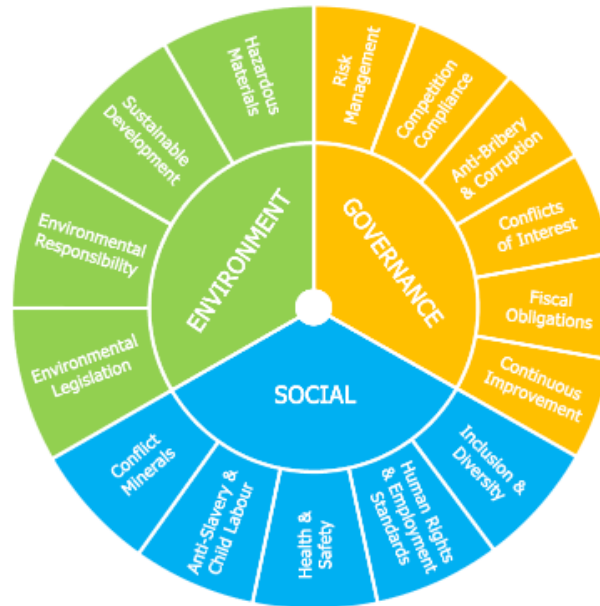 ENVIRONMENT
Hazardous
Materials
Sustainable
Development
Environmental
Responsibility
Environmental
Legislation
GOVERNANCE
Risk
Management
Competition
Compliance
Anti-Bribery
& Corruption
Conflicts
of Interest
Fiscal
Obligations
Continuous
Improvement
SOCIAL
Inclusion &
Diversity
Human Rights
& Employment
Standards
Health &
Safety
Anti-Slavery &
Child Labour
Conflict
Minerals